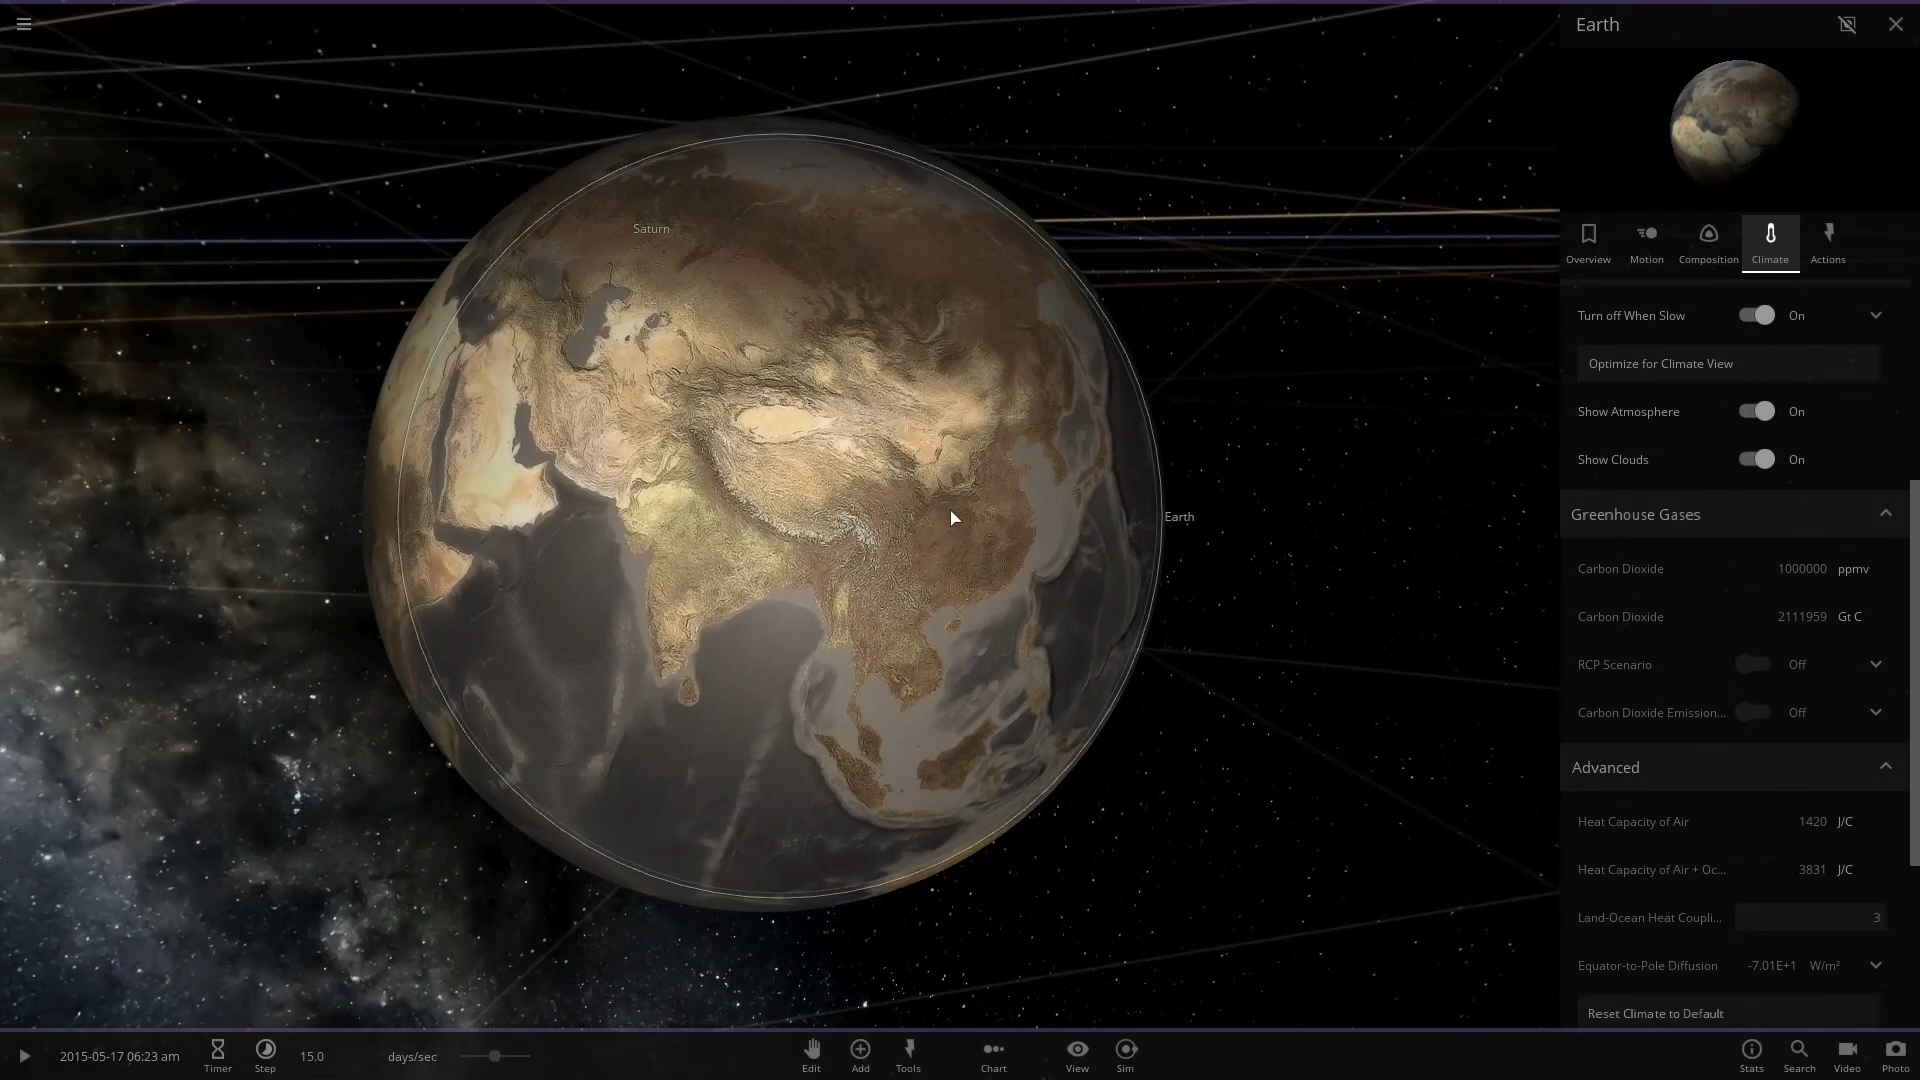 Earth
Overview
Motion
Composition
Climate
Actions
Turn off When Slow On
Optimize for Climate View
Show Atmosphere On
Show Clouds On
Greenhouse Gases
Carbon Dioxide 1000000 ppmv
Carbon Dioxide 2111959 Gt C
RCP Scenario Off
Carbon Dioxide Emission... Off
Advanced
Heat Capacity of Air 1420 J/C
Heat Capacity of Air + Oc... 3831 J/C
Land-Ocean Heat Coupli... 3
Equator-to-Pole Diffusion -7.01E+1 W/m²
Reset Climate to Default
Saturn
Earth
2015-05-17 06:23 am
Timer
Step
15.0 days/sec
Edit
Add
Tools
Chart
View
Sim
Stats
Search
Video
Photo